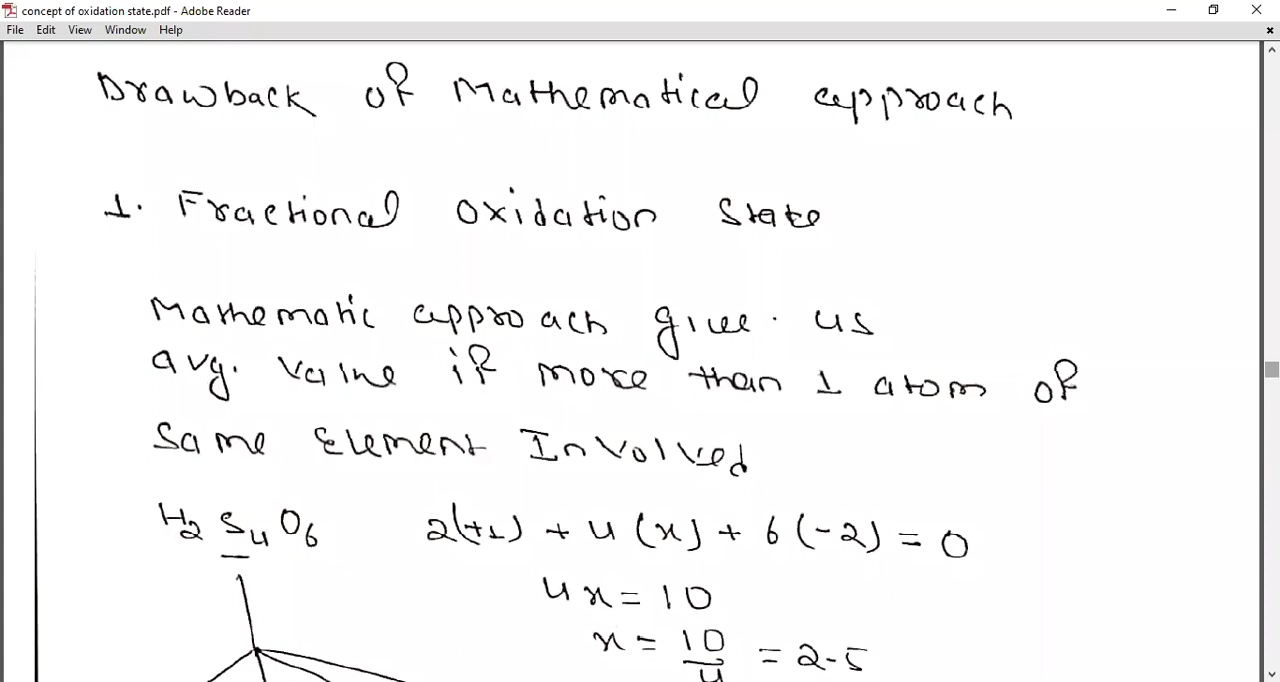 concept of oxidation state.pdf - Adobe Reader
File Edit View Window Help
Drawback of Mathematical approach
1. Fractional oxidation State
Mathematic approach give us
avg. value if more than 1 atom of
Same Element Involved
H₂S₄O₆ 2(+1) + 4(x) + 6(-2) = 0
4x = 10
x = 10/4 = 2.5